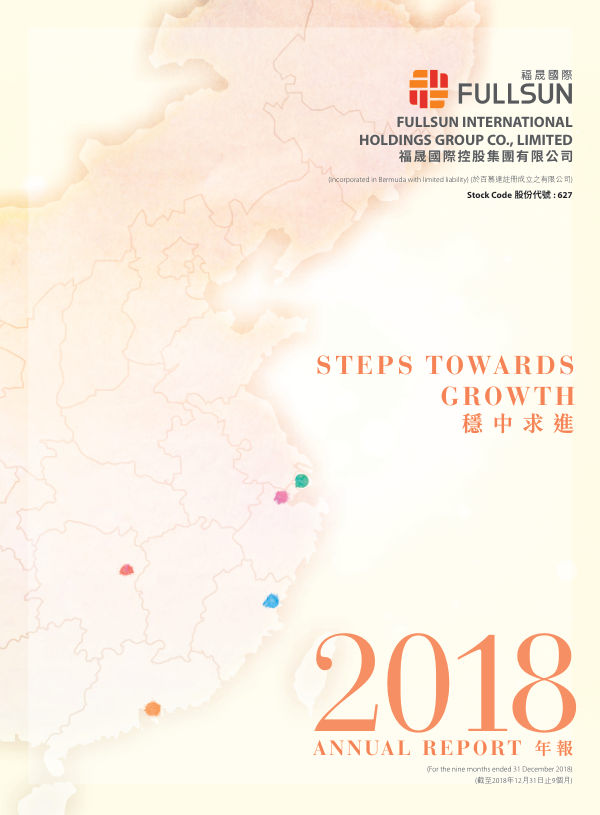 福晟國際
FULLSUN
FULLSUN INTERNATIONAL
HOLDINGS GROUP CO., LIMITED
福晟國際控股集團有限公司
(Incorporated in Bermuda with limited liability) (於百慕達註冊成立之有限公司)
Stock Code 股份代號 : 627
STEPS TOWARDS
GROWTH
穩中求進
2018
ANNUAL REPORT 年報
(For the nine months ended 31 December 2018)
(截至2018年12月31日止9個月)